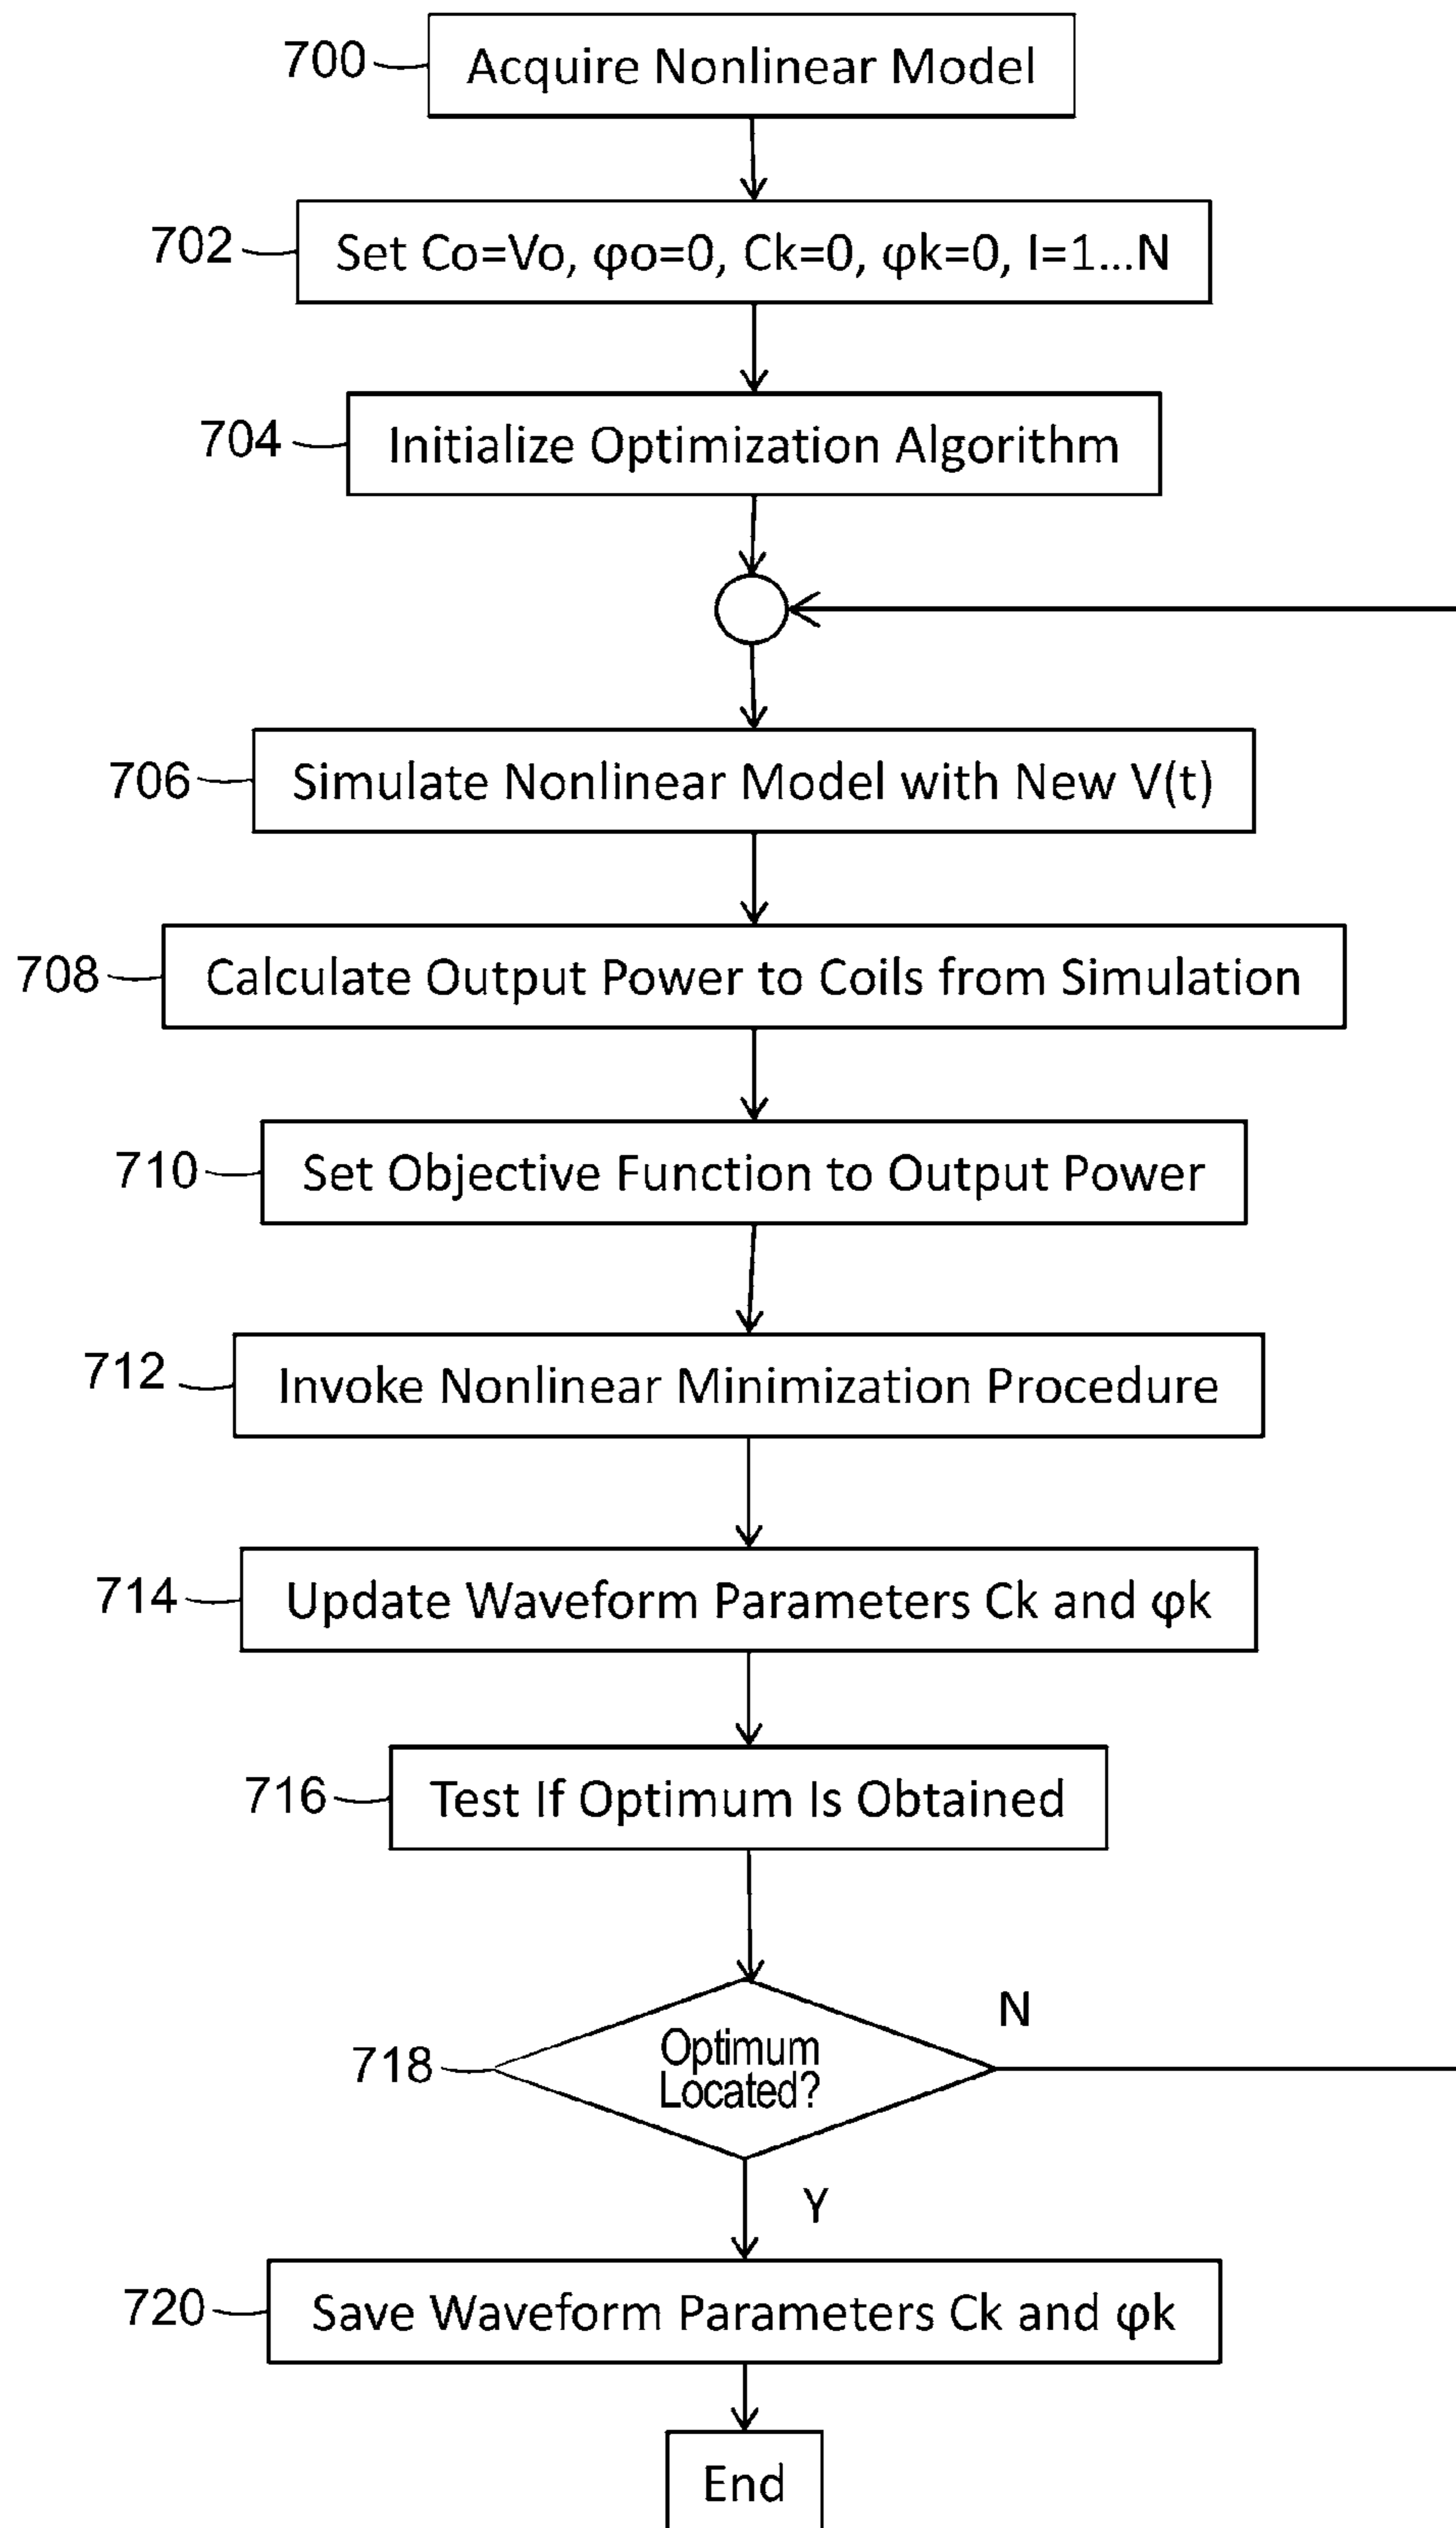 700 Acquire Nonlinear Model
702 Set Co=Vo, φo=0, Ck=0, φk=0, I=1...N
704 Initialize Optimization Algorithm
706 Simulate Nonlinear Model with New V(t)
708 Calculate Output Power to Coils from Simulation
710 Set Objective Function to Output Power
712 Invoke Nonlinear Minimization Procedure
714 Update Waveform Parameters Ck and φk
716 Test If Optimum Is Obtained
N
718 Optimum
Located?
Y
720 Save Waveform Parameters Ck and φk
End